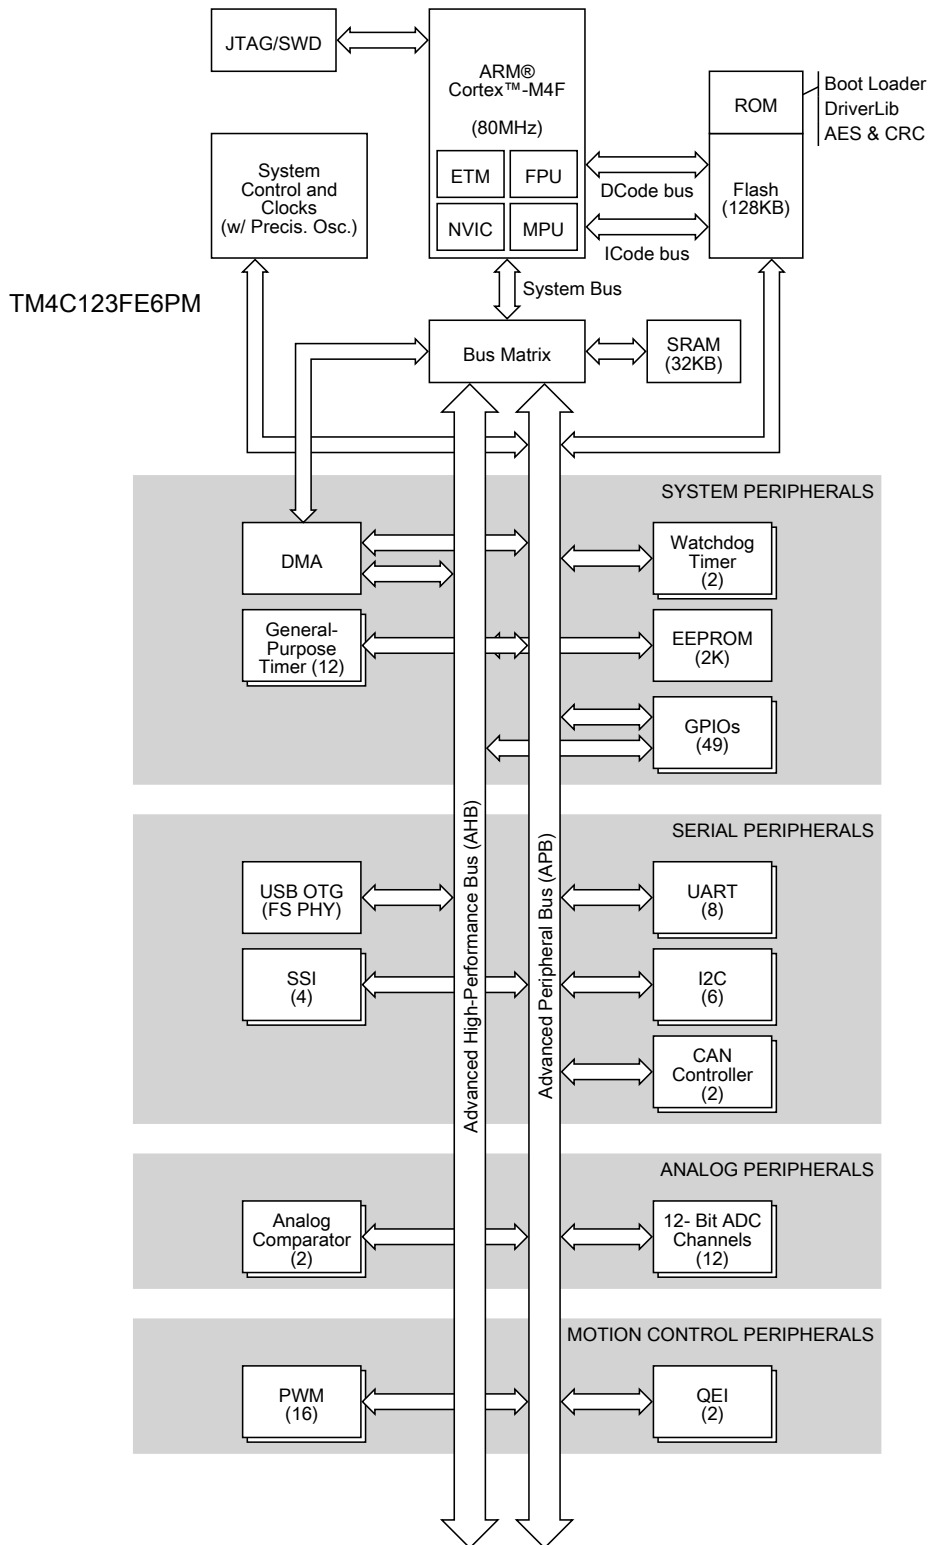 JTAG/SWD
ARM®
Cortex™-M4F
(80MHz)
ETM
FPU
NVIC
MPU
ROM
Boot Loader
DriverLib
AES & CRC
Flash
(128KB)
DCode bus
ICode bus
System
Control and
Clocks
(w/ Precis. Osc.)
TM4C123FE6PM
System Bus
Bus Matrix
SRAM
(32KB)
SYSTEM PERIPHERALS
DMA
Watchdog
Timer
(2)
General-
Purpose
Timer (12)
EEPROM
(2K)
GPIOs
(49)
Advanced High-Performance Bus (AHB)
Advanced Peripheral Bus (APB)
SERIAL PERIPHERALS
USB OTG
(FS PHY)
UART
(8)
SSI
(4)
I2C
(6)
CAN
Controller
(2)
ANALOG PERIPHERALS
Analog
Comparator
(2)
12- Bit ADC
Channels
(12)
MOTION CONTROL PERIPHERALS
PWM
(16)
QEI
(2)